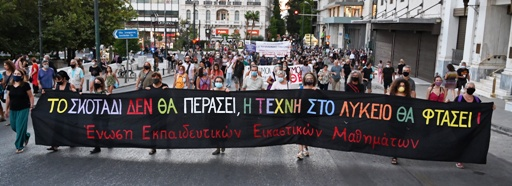 ΤΟ ΣΚΟΤΑΔΙ ΔΕΝ ΘΑ ΠΕΡΑΣΕΙ, Η ΤΕΧΝΗ ΣΤΟ ΛΥΚΕΙΟ ΘΑ ΦΤΑΣΕΙ!
Ένωση Εκπαιδευτικών Εικαστικών Μαθημάτων